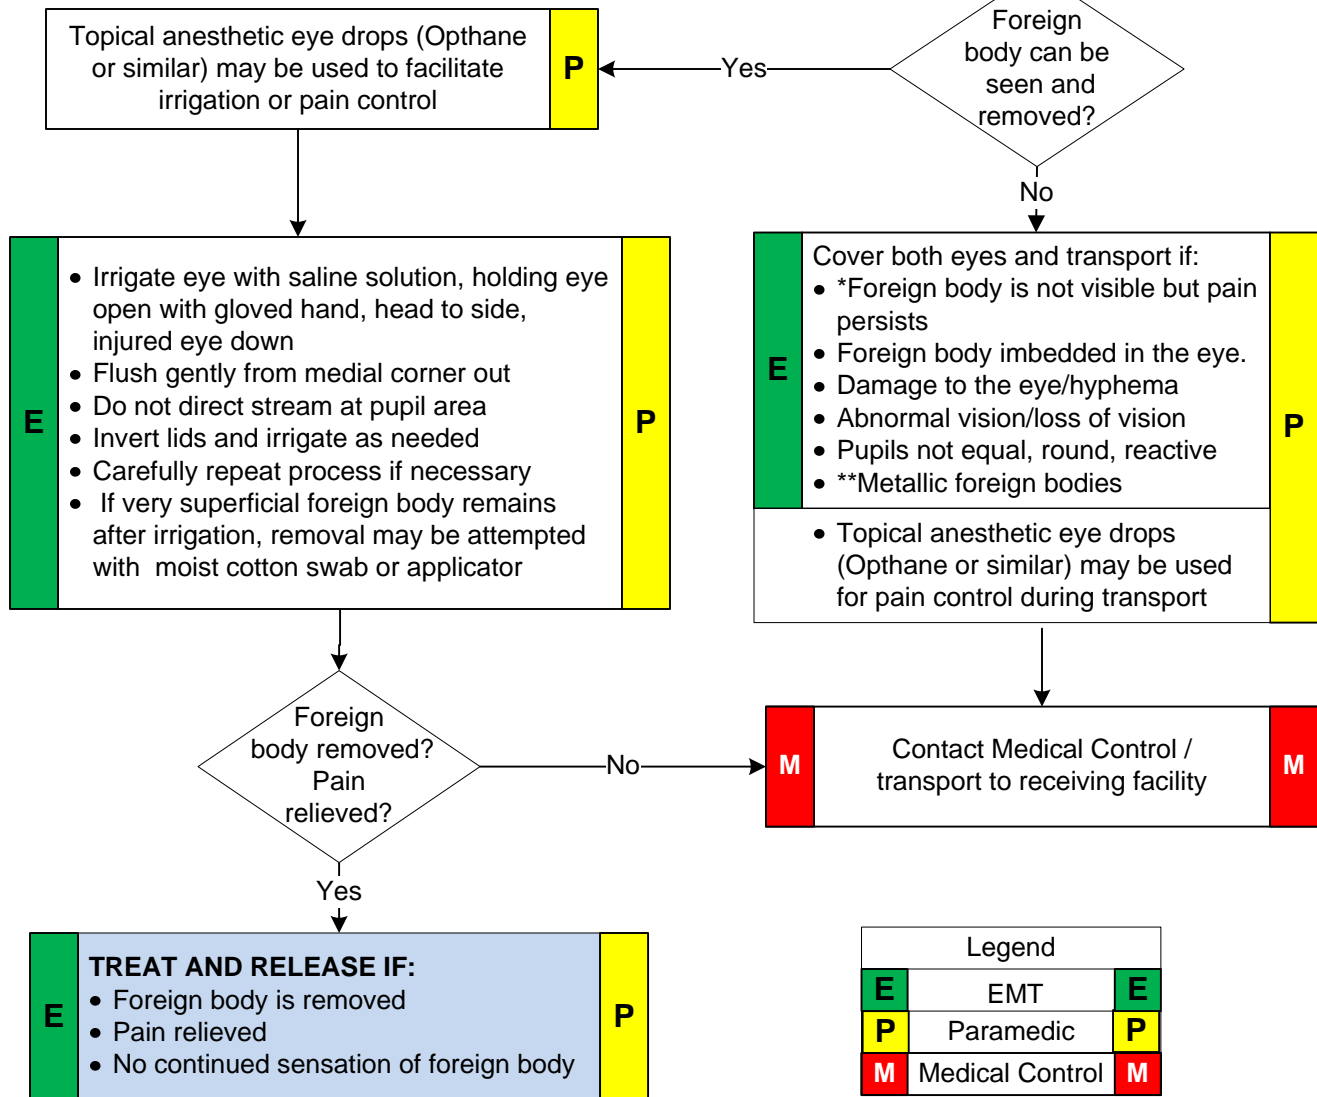 Foreign
body can be
seen and
removed?
Yes
No
Topical anesthetic eye drops (Opthane
or similar) may be used to facilitate
irrigation or pain control
P
E
• Irrigate eye with saline solution, holding eye
open with gloved hand, head to side,
injured eye down
• Flush gently from medial corner out
• Do not direct stream at pupil area
• Invert lids and irrigate as needed
• Carefully repeat process if necessary
• If very superficial foreign body remains
after irrigation, removal may be attempted
with moist cotton swab or applicator
P
E
Cover both eyes and transport if:
• *Foreign body is not visible but pain
persists
• Foreign body imbedded in the eye.
• Damage to the eye/hyphema
• Abnormal vision/loss of vision
• Pupils not equal, round, reactive
• **Metallic foreign bodies
• Topical anesthetic eye drops
(Opthane or similar) may be used
for pain control during transport
P
Foreign
body removed?
Pain
relieved?
No
Yes
M
Contact Medical Control /
transport to receiving facility
M
E
TREAT AND RELEASE IF:
• Foreign body is removed
• Pain relieved
• No continued sensation of foreign body
P
Legend
E EMT E
P Paramedic P
M Medical Control M